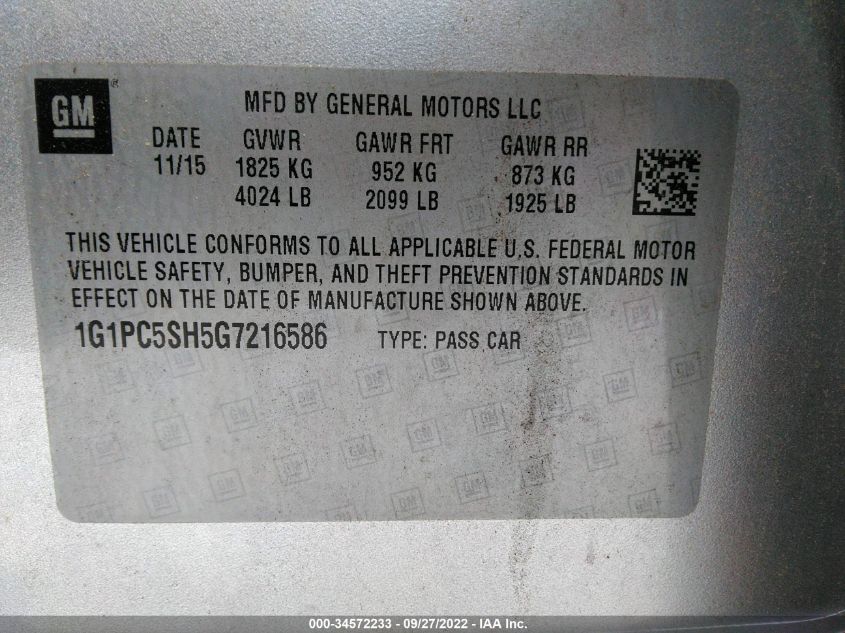 GM
MFD BY GENERAL MOTORS LLC
DATE GVWR GAWR FRT GAWR RR
11/15 1825 KG 952 KG 873 KG
4024 LB 2099 LB 1925 LB
THIS VEHICLE CONFORMS TO ALL APPLICABLE U.S. FEDERAL MOTOR
VEHICLE SAFETY, BUMPER, AND THEFT PREVENTION STANDARDS IN
EFFECT ON THE DATE OF MANUFACTURE SHOWN ABOVE.
1G1PC5SH5G7216586 TYPE: PASS CAR
000-34572233 - 09/27/2022 - IAA Inc.